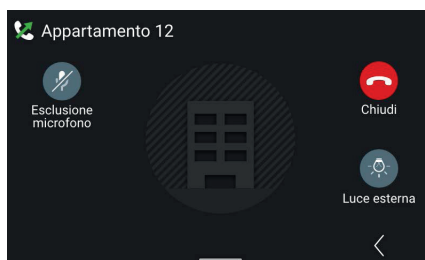 Appartamento 12
Esclusione
microfono
Chiudi
Luce esterna